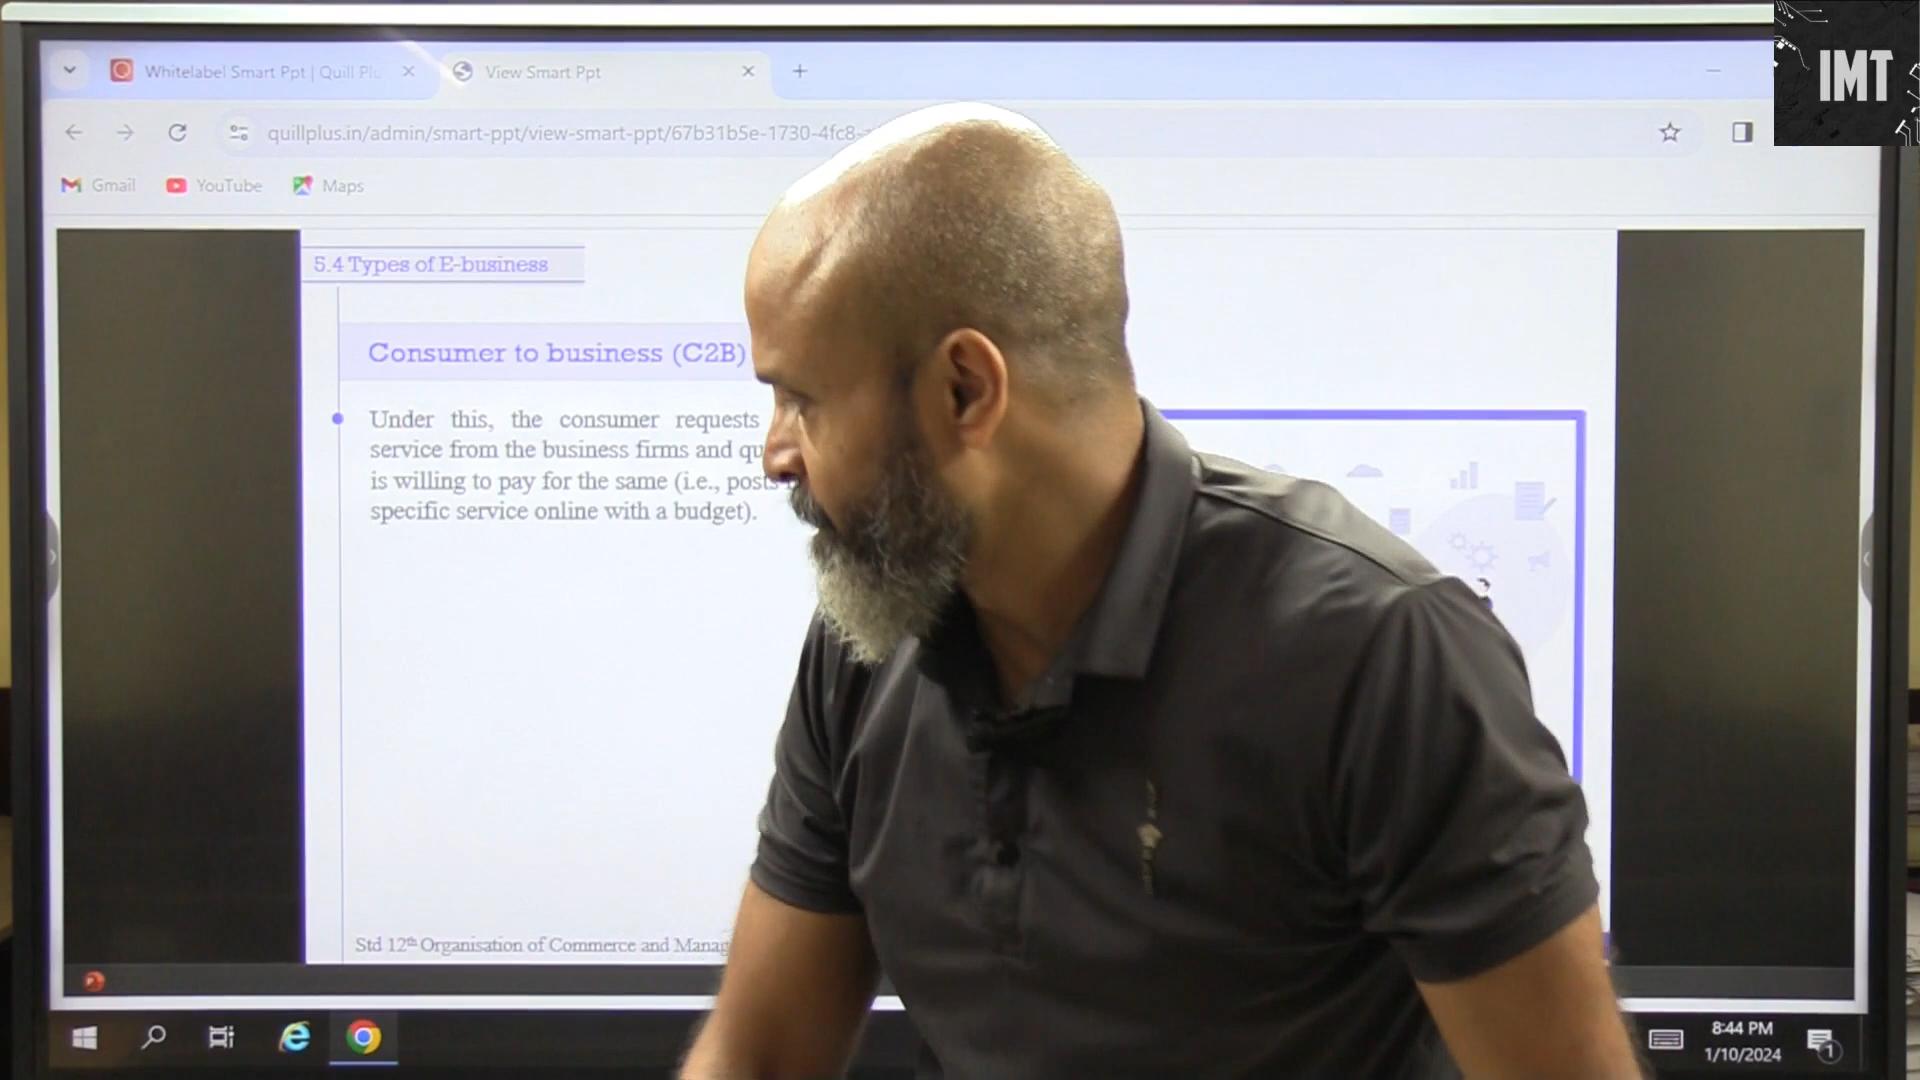 Whitelabel Smart Ppt | Quill Plu
View Smart Ppt
IMT
quillplus.in/admin/smart-ppt/view-smart-ppt/67b31b5e-1730-4fc8-
Gmail
YouTube
Maps
5.4 Types of E-business
Consumer to business (C2B)
Under this, the consumer requests
service from the business firms and
is willing to pay for the same (i.e., posts
specific service online with a budget).
Std 12th Organisation of Commerce and
8:44 PM
1/10/2024
1